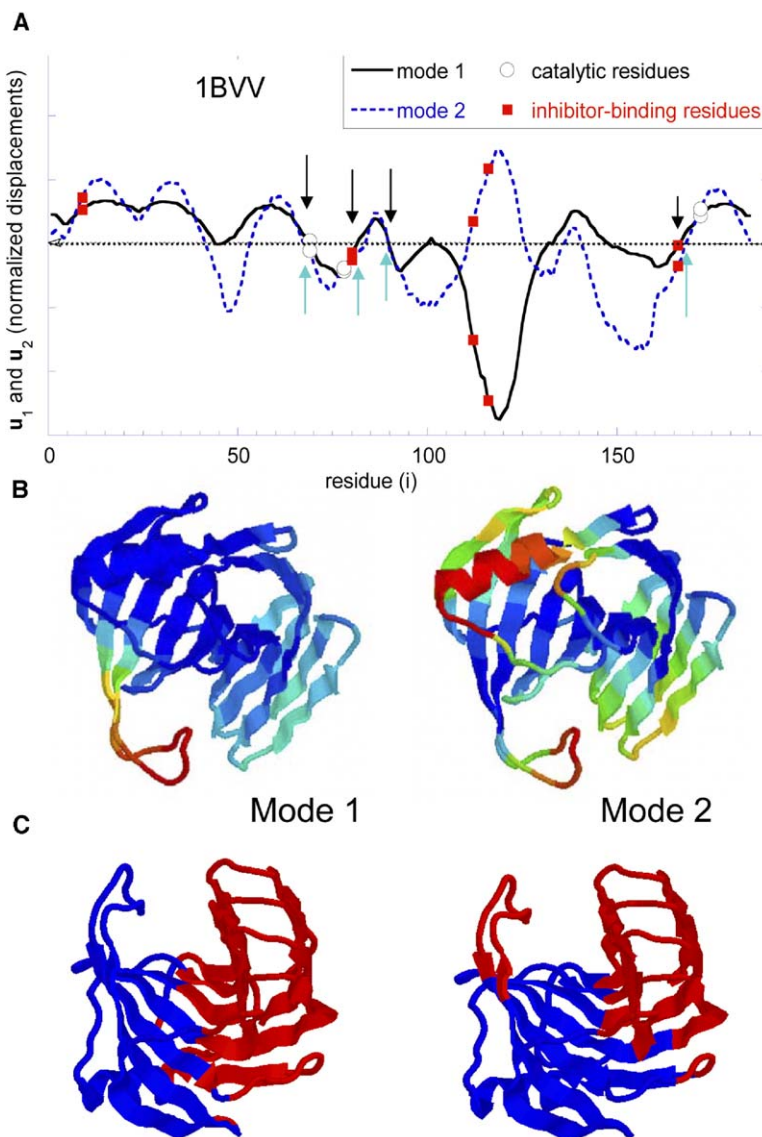 A
1BVV
mode 1
catalytic residues
mode 2
inhibitor-binding residues
u1 and u2 (normalized displacements)
0
50
100
150
residue (i)
B
Mode 1
Mode 2
C